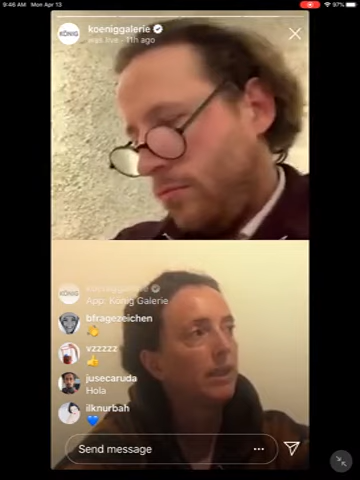 9:46 AM Mon Apr 13
97%
KÖNIG
koeniggalerie
was live • 11h ago
KÖNIG
koeniggalerie
App: König Galerie
bfragezeichen
👋
vzzzzz
👍
jusecaruda
Hola
ilknurbah
💙
Send message